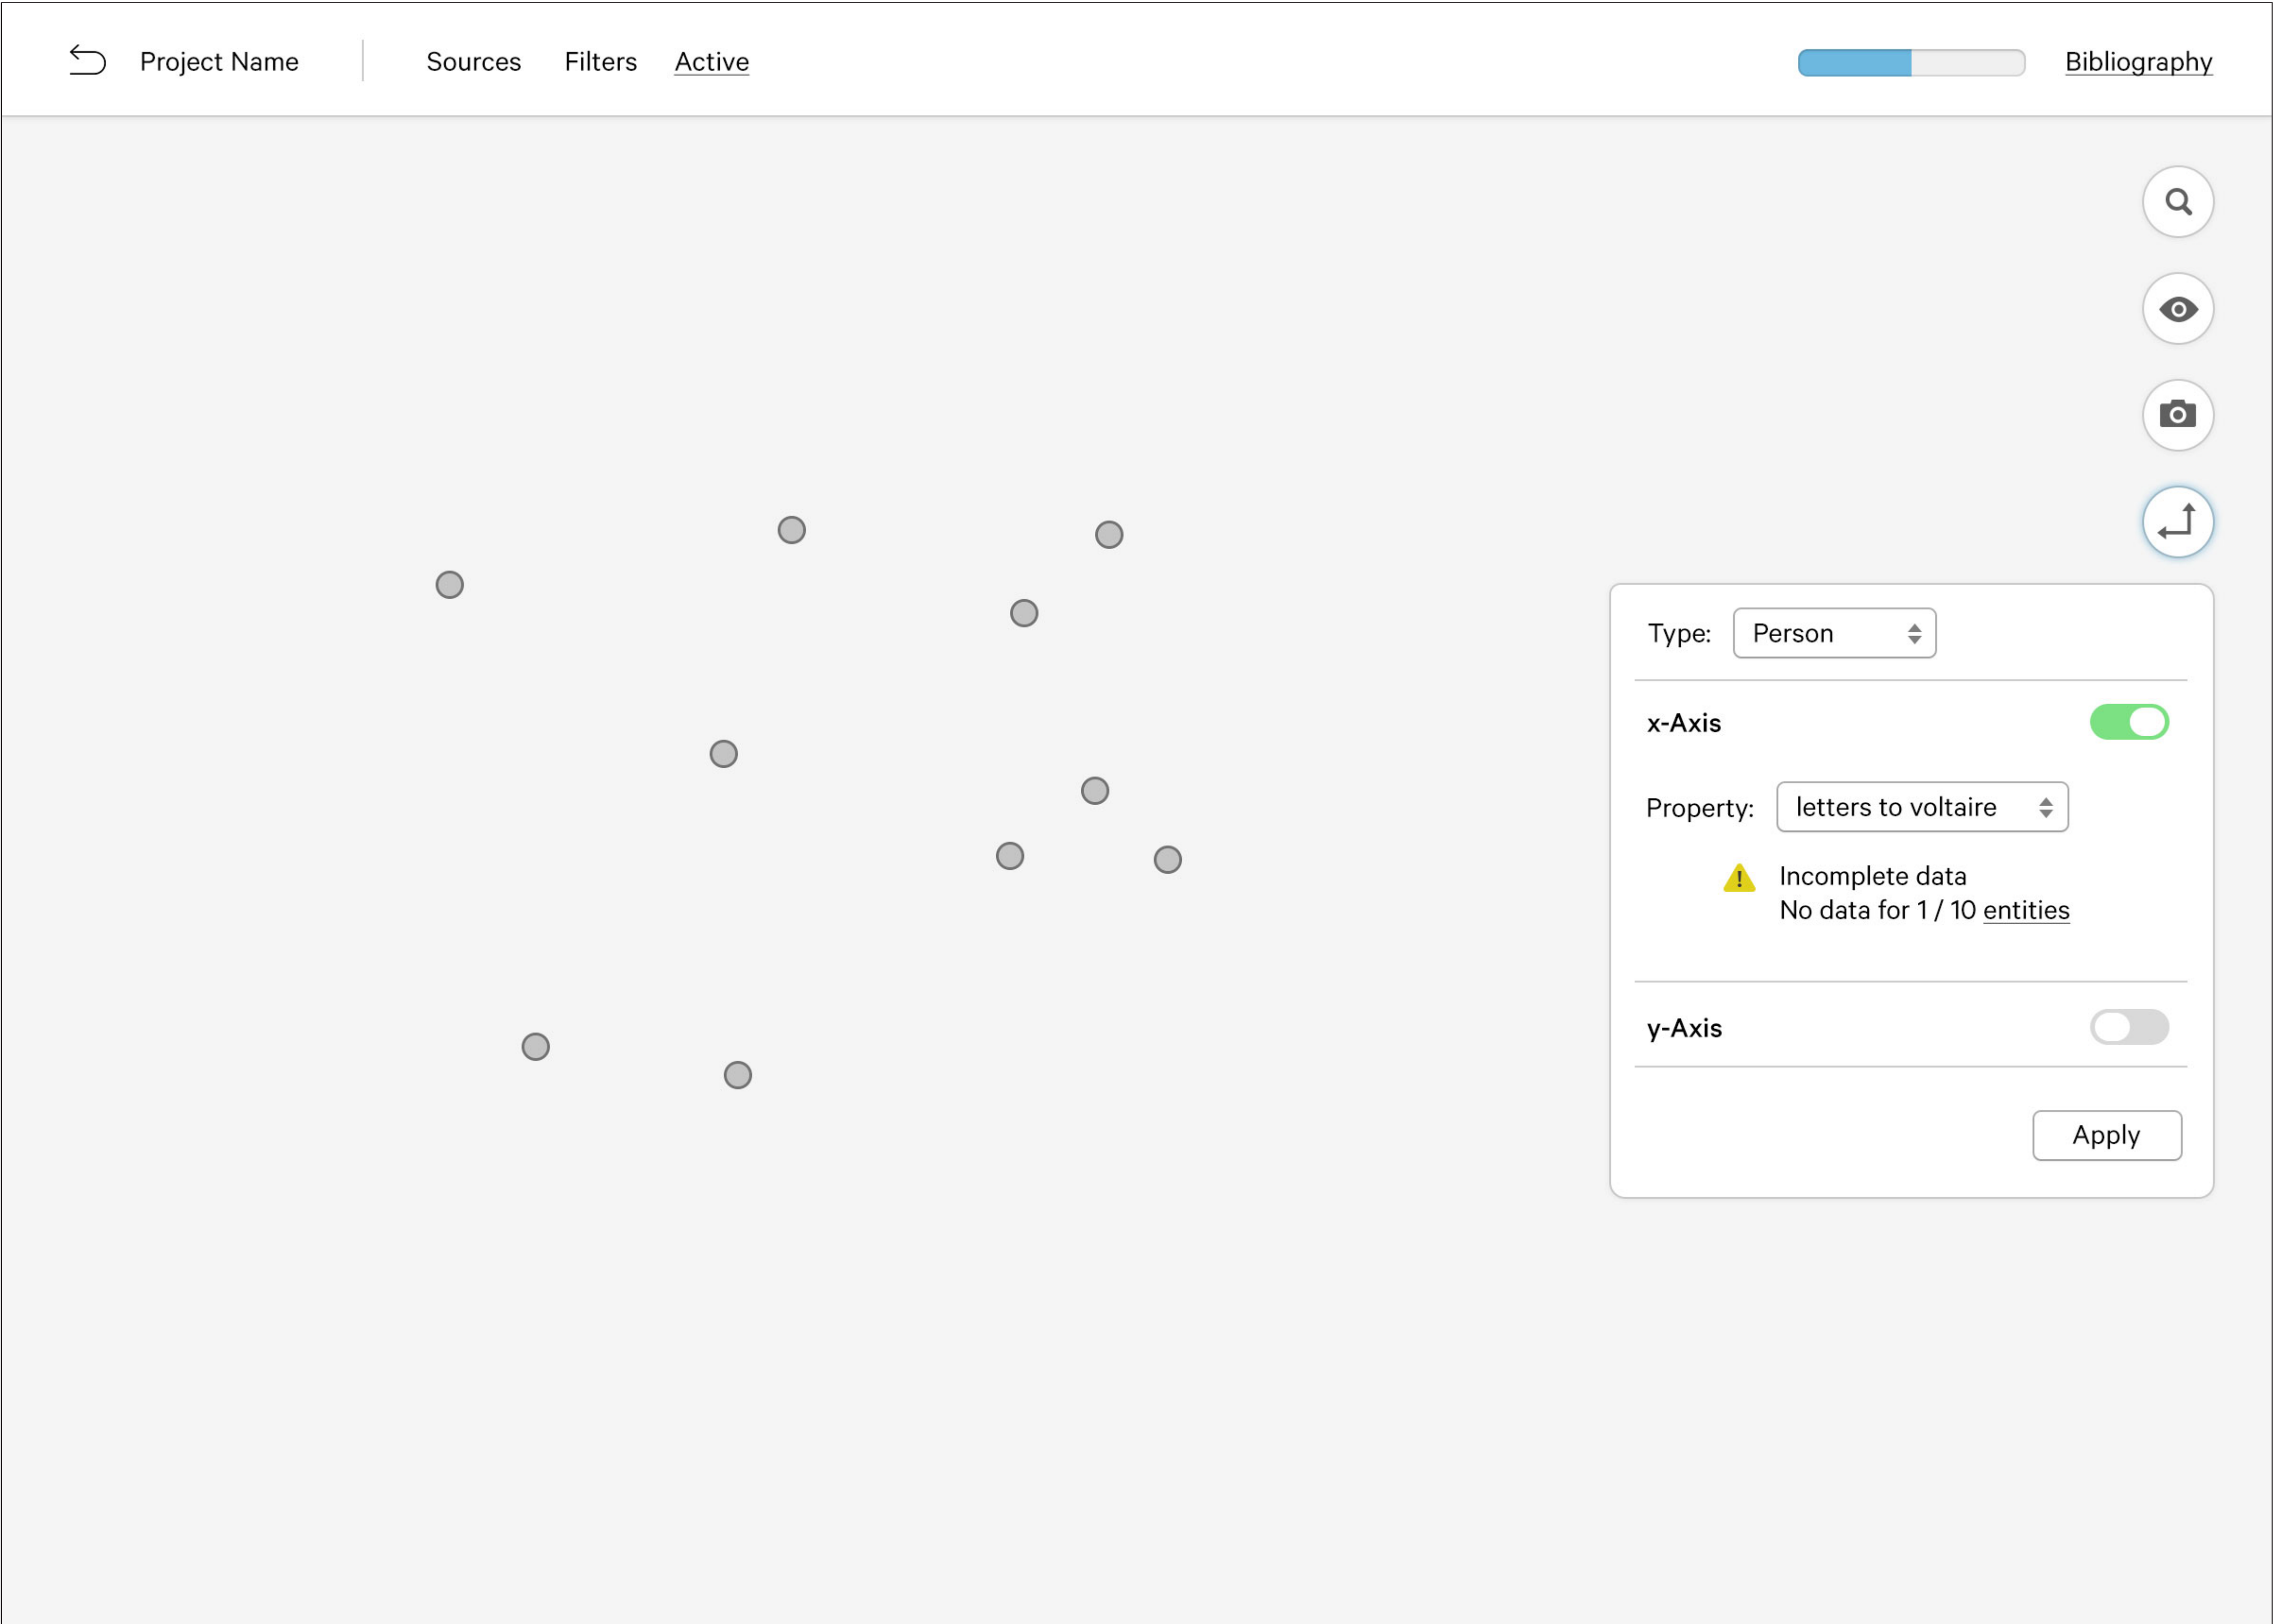 Project Name
Sources Filters Active
Bibliography
Type: Person
x-Axis
Property: letters to voltaire
Incomplete data
No data for 1 / 10 entities
y-Axis
Apply